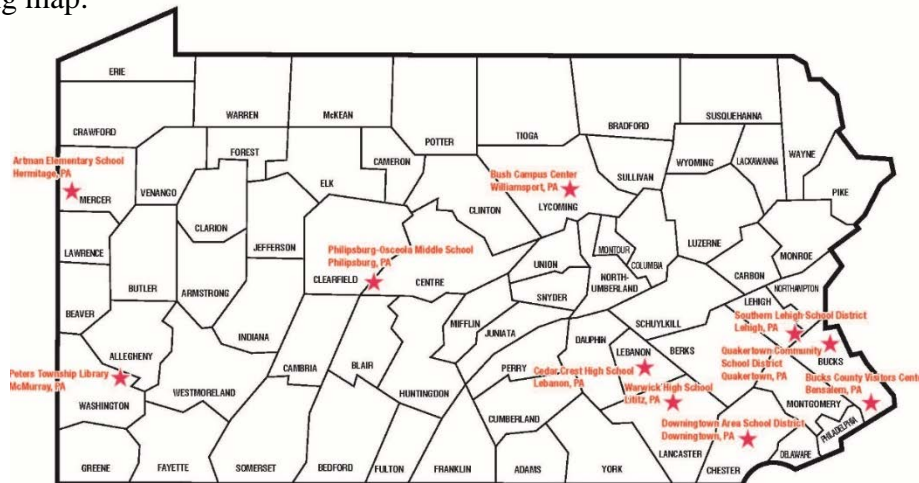 ng map.
ERIE
CRAWFORD
WARREN
McKEAN
POTTER
TIOGA
BRADFORD
SUSQUEHANNA
WAYNE
Artman Elementary School
Hermitage, PA
MERCER
VENANGO
FOREST
ELK
CAMERON
CLINTON
Bush Campus Center
Williamsport, PA
LYCOMING
SULLIVAN
WYOMING
LACKAWANNA
PIKE
LAWRENCE
CLARION
JEFFERSON
Philipsburg-Osceola Middle School
Philipsburg, PA
CLEARFIELD
CENTRE
UNION
MONTOUR
COLUMBIA
LUZERNE
MONROE
BUTLER
ARMSTRONG
SNYDER
NORTH-
UMBERLAND
CARBON
NORTHAMPTON
BEAVER
INDIANA
MIFFLIN
JUNIATA
SCHUYLKILL
LEHIGH
Southern Lehigh School District
Lehigh, PA
ALLEGHENY
CAMBRIA
BLAIR
DAUPHIN
LEBANON
BERKS
BUCKS
Quakertown Community
School District
Quakertown, PA
Peters Township Library
McMurray, PA
WASHINGTON
WESTMORELAND
HUNTINGDON
PERRY
Cedar Crest High School
Lebanon, PA
Warwick High School
Lititz, PA
Bucks County Visitors Cente
Bensalem, PA
MONTGOMERY
PHILADELPHIA
CUMBERLAND
Downingtown Area School District
Downingtown, PA
GREENE
FAYETTE
SOMERSET
BEDFORD
FULTON
FRANKLIN
ADAMS
YORK
LANCASTER
CHESTER
DELAWARE